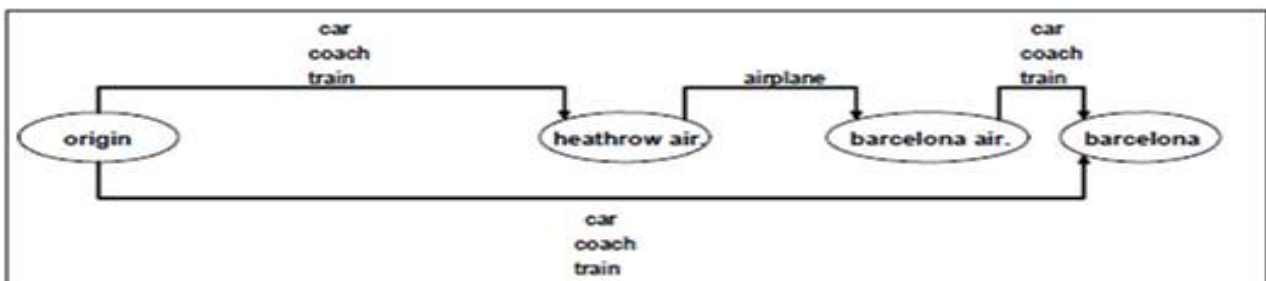 car
coach
train
airplane
car
coach
train
origin
heathrow air.
barcelona air.
barcelona
car
coach
train